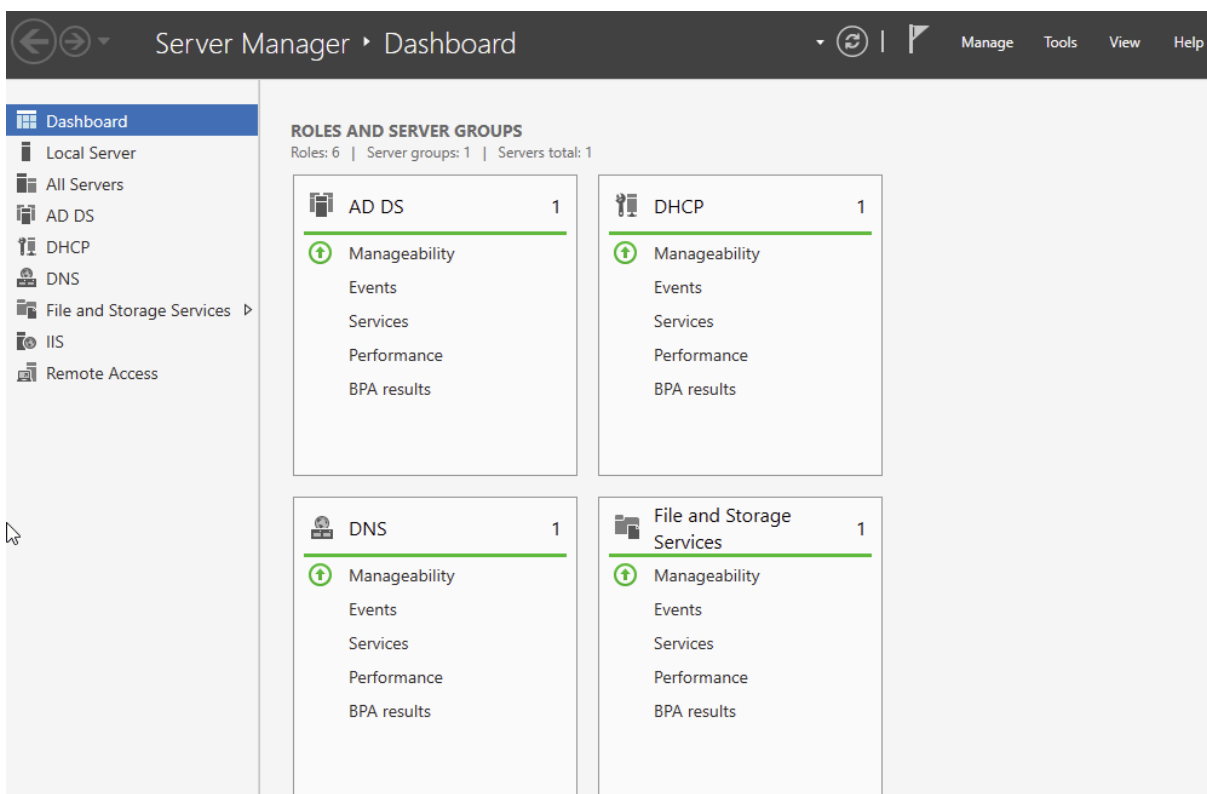 Server Manager ‣ Dashboard
Manage Tools View Help
Dashboard
Local Server
All Servers
AD DS
DHCP
DNS
File and Storage Services
IIS
Remote Access
ROLES AND SERVER GROUPS
Roles: 6 | Server groups: 1 | Servers total: 1
AD DS 1
Manageability
Events
Services
Performance
BPA results
DHCP 1
Manageability
Events
Services
Performance
BPA results
DNS 1
Manageability
Events
Services
Performance
BPA results
File and Storage
Services 1
Manageability
Events
Services
Performance
BPA results